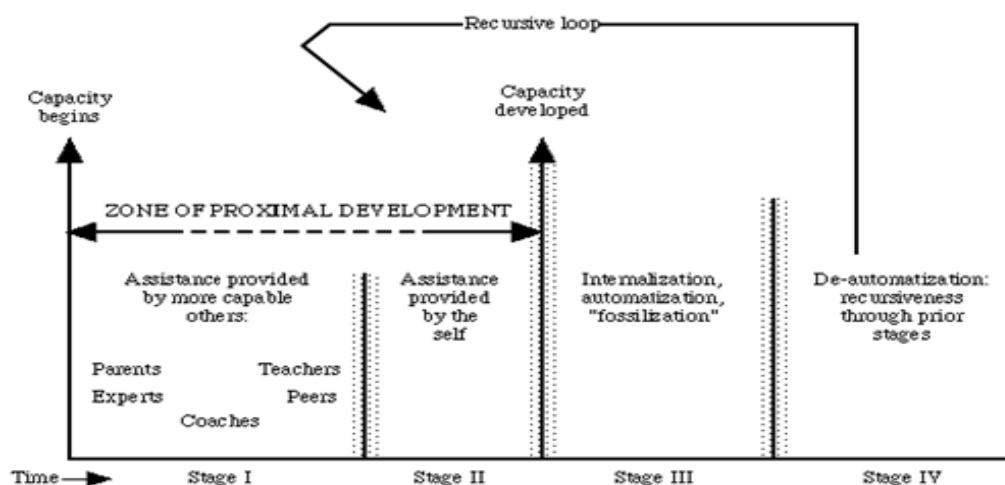 Recursive loop
Capacity
begins
Capacity
developed
ZONE OF PROXIMAL DEVELOPMENT
Assistance provided
by more capable
others:
Parents
Teachers
Experts
Peers
Coaches
Assistance
provided
by the
self
Internalization,
automatization,
"fossilization"
De-automatization:
recursiveness
through prior
stages
Time
Stage I
Stage II
Stage III
Stage IV